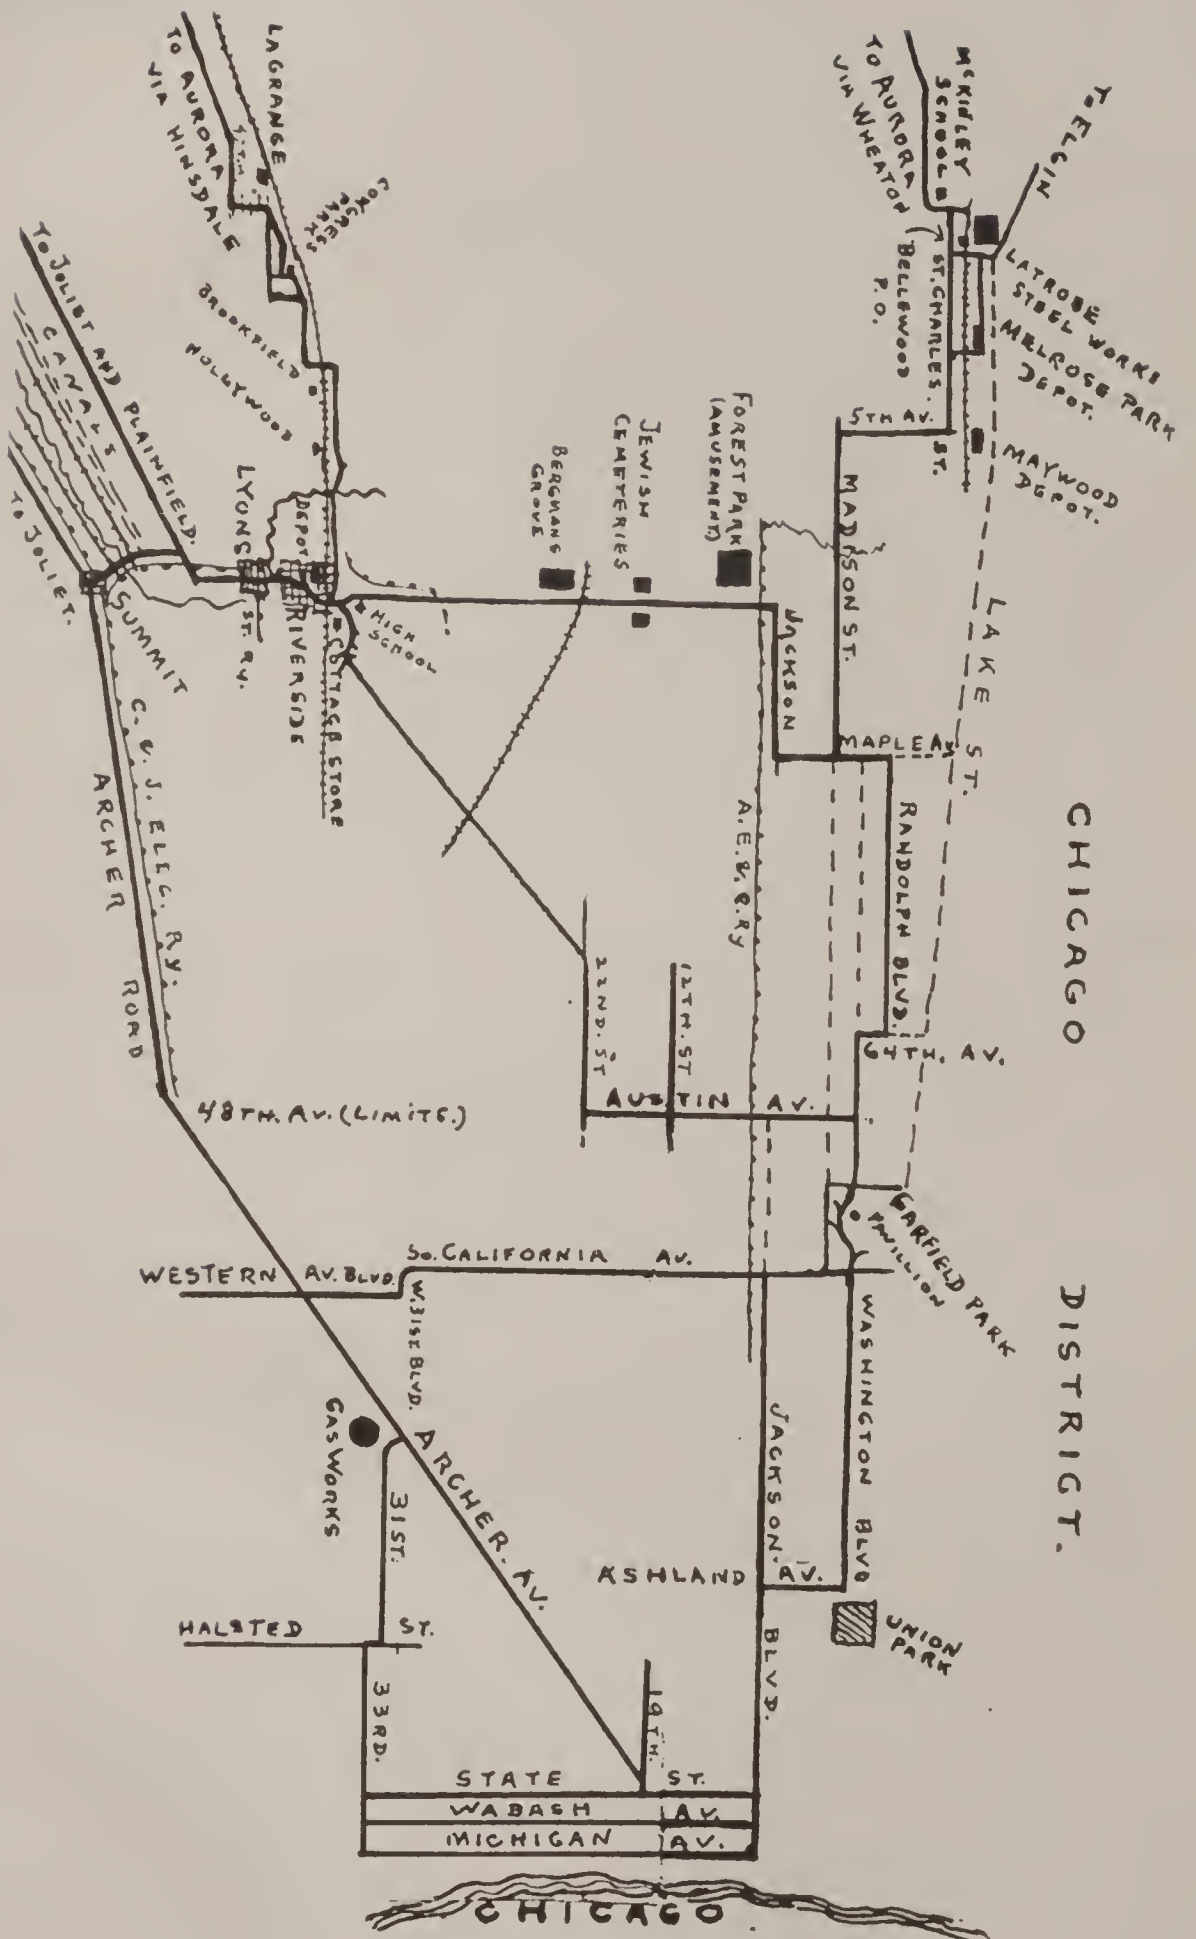 CHICAGO DISTRICT.
TO ELGIN
McKINLEY
SCHOOL
TO AURORA
VIA WHEATON
BELLEWOOD
P.O.
ST. CHARLES.
ST.
LATROBE
STEEL WORKS
MELROSE PARK
DEPOT.
MAYWOOD
DEPOT.
5TH AV.
LAKE ST.
MADISON ST.
MAPLE AV
RANDOLPH BLVD.
64TH. AV.
JACKSON
FOREST PARK
(AMUSEMENT)
JEWISH
CEMETERIES
BERGMANS
GROVE
A.E.& R.Ry
12TH. ST
22ND. ST
AUSTIN AV.
GARFIELD PARK
PAVILLION
WASHINGTON BLVD
JACKSON.
BLVD.
ASHLAND AV.
UNION
PARK
LAGRANGE
TO AURORA
VIA HINSDALE
CONGRESS
PARK
BROOKFIELD
HOLLYWOOD
TO JOLIET AND PLAINFIELD.
CANALS
TO JOLIET.
LYONS
DEPOT
RIVERSIDE
ST. RY.
SUMMIT
HIGH
SCHOOL
COTTAGE STORE
C. & J. ELEC. Ry.
ARCHER ROAD
48TH. AV. (LIMITS.)
So. CALIFORNIA AV.
WESTERN AV. BLVD.
W. 31ST BLVD.
GAS WORKS
ARCHER. AV.
31ST.
HALSTED ST.
33RD.
19TH.
STATE ST.
WABASH AV.
MICHIGAN AV.
CHICAGO